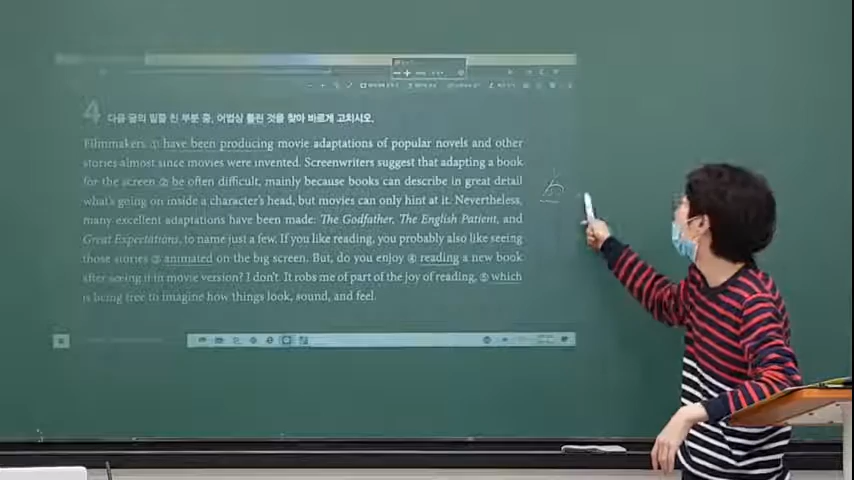 4 다음 글의 밑줄 친 부분 중, 어법상 틀린 것을 찾아 바르게 고치시오.
Filmmakers ① have been producing movie adaptations of popular novels and other
stories almost since movies were invented. Screenwriters suggest that adapting a book
for the screen ② be often difficult, mainly because books can describe in great detail
what's going on inside a character's head, but movies can only hint at it. Nevertheless,
many excellent adaptations have been made: The Godfather, The English Patient, and
Great Expectations, to name just a few. If you like reading, you probably also like seeing
those stories ③ animated on the big screen. But, do you enjoy ④ reading a new book
after seeing it in movie version? I don't. It robs me of part of the joy of reading, ⑤ which
is being free to imagine how things look, sound, and feel.